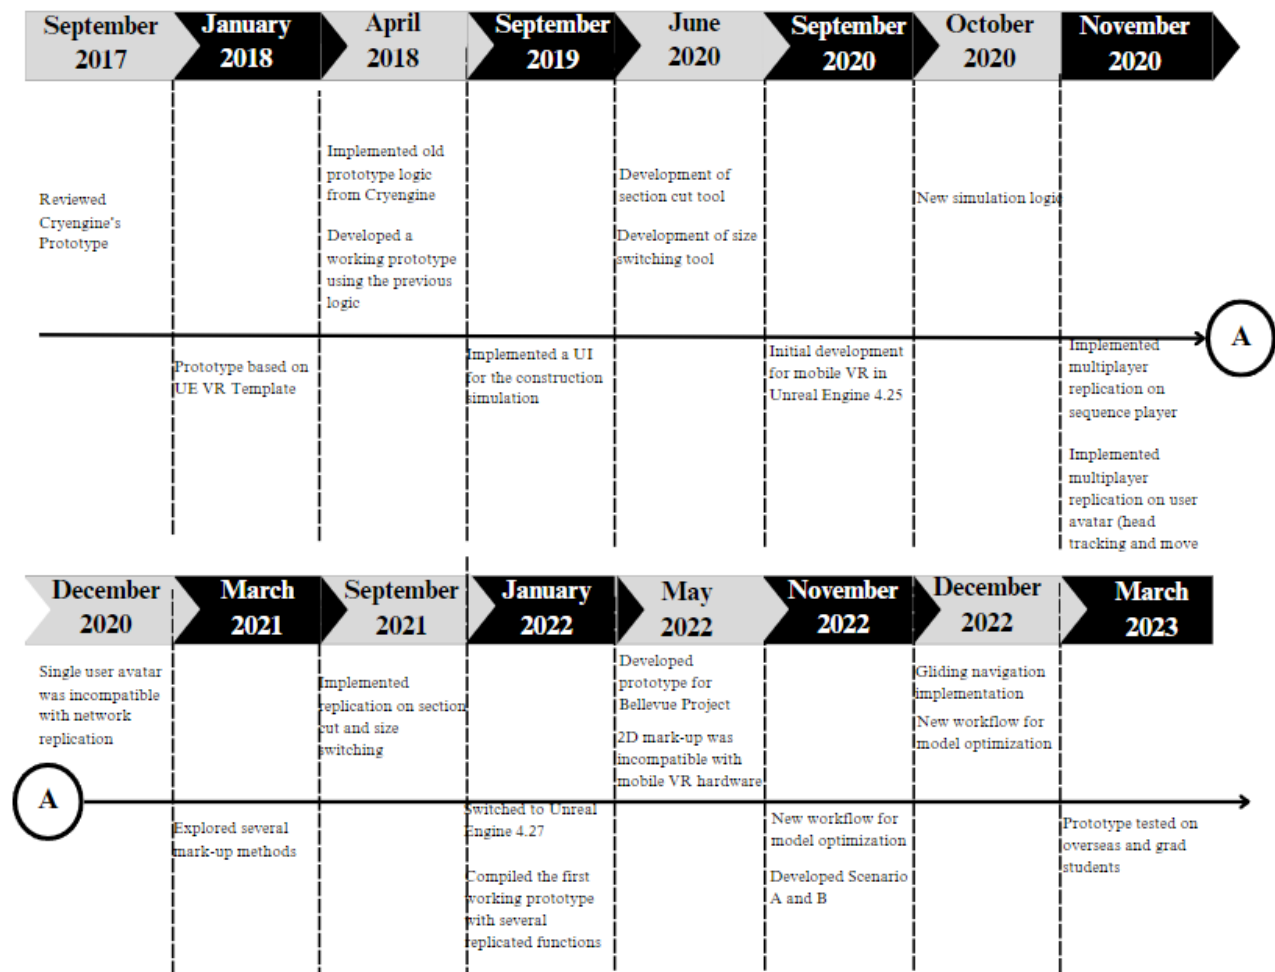 September
2017
January
2018
April
2018
September
2019
June
2020
September
2020
October
2020
November
2020
Reviewed
Cryengine's
Prototype
Prototype based on
UE VR Template
Implemented old
prototype logic
from Cryengine
Developed a
working prototype
using the previous
logic
Implemented a UI
for the construction
simulation
Development of
section cut tool
Development of size
switching tool
Initial development
for mobile VR in
Unreal Engine 4.25
New simulation logic
Implemented
multiplayer
replication on
sequence player
Implemented
multiplayer
replication on user
avatar (head
tracking and move
A
December
2020
March
2021
September
2021
January
2022
May
2022
November
2022
December
2022
March
2023
Single user avatar
was incompatible
with network
replication
A
Explored several
mark-up methods
Implemented
replication on section
cut and size
switching
Switched to Unreal
Engine 4.27
Compiled the first
working prototype
with several
replicated functions
Developed
prototype for
Bellevue Project
2D mark-up was
incompatible with
mobile VR hardware
New workflow for
model optimization
Developed Scenario
A and B
Gliding navigation
implementation
New workflow for
model optimization
Prototype tested on
overseas and grad
students